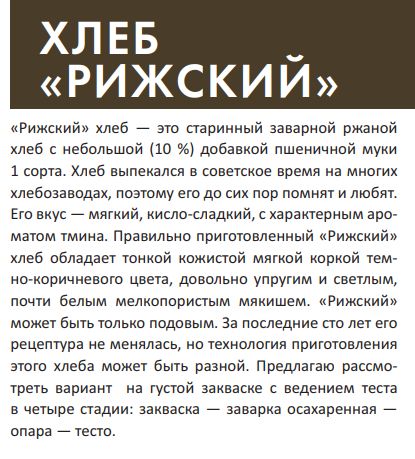 ХЛЕБ
«РИЖСКИЙ»
«Рижский» хлеб — это старинный заварной ржаной
хлеб с небольшой (10 %) добавкой пшеничной муки
1 сорта. Хлеб выпекался в советское время на многих
хлебозаводах, поэтому его до сих пор помнят и любят.
Его вкус — мягкий, кисло-сладкий, с характерным аро-
матом тмина. Правильно приготовленный «Рижский»
хлеб обладает тонкой кожистой мягкой коркой тем-
но-коричневого цвета, довольно упругим и светлым,
почти белым мелкопористым мякишем. «Рижский»
может быть только подовым. За последние сто лет его
рецептура не менялась, но технология приготовления
этого хлеба может быть разной. Предлагаю рассмо-
треть вариант на густой закваске с ведением теста
в четыре стадии: закваска — заварка осахаренная —
опара — тесто.